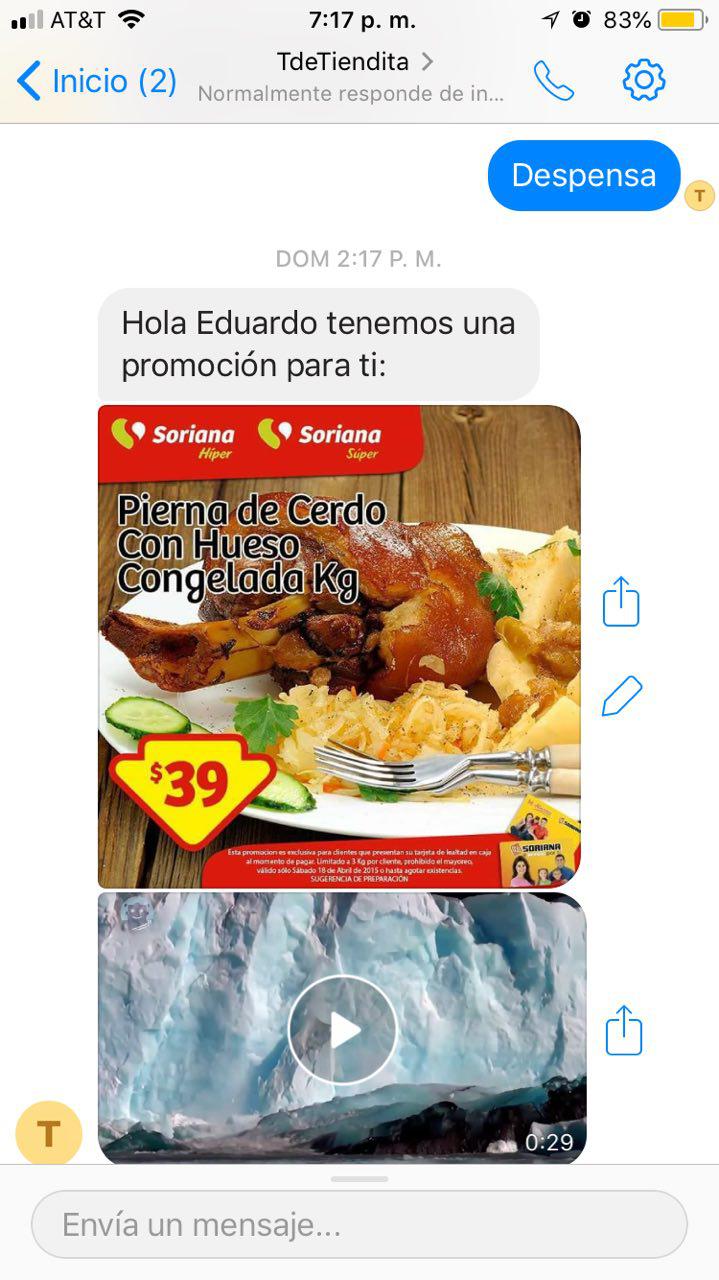 AT&T 7:17 p. m. 83%
Inicio (2) TdeTiendita
Normalmente responde de in...
Despensa
T
DOM 2:17 P. M.
Hola Eduardo tenemos una
promoción para ti:
Soriana Soriana
Híper Súper
Pierna de Cerdo
Con Hueso
Congelada Kg
$39
SORIANA
Esta promocion es exclusiva para clientes que presentan su tarjeta de lealtad en caja
al momento de pagar. Limitado a 3 Kg por cliente, prohibido el mayoreo,
válido sólo Sábado 18 de Abril de 2015 o hasta agotar existencias.
SUGERENCIA DE PREPARACIÓN
0:29
T
Envía un mensaje...